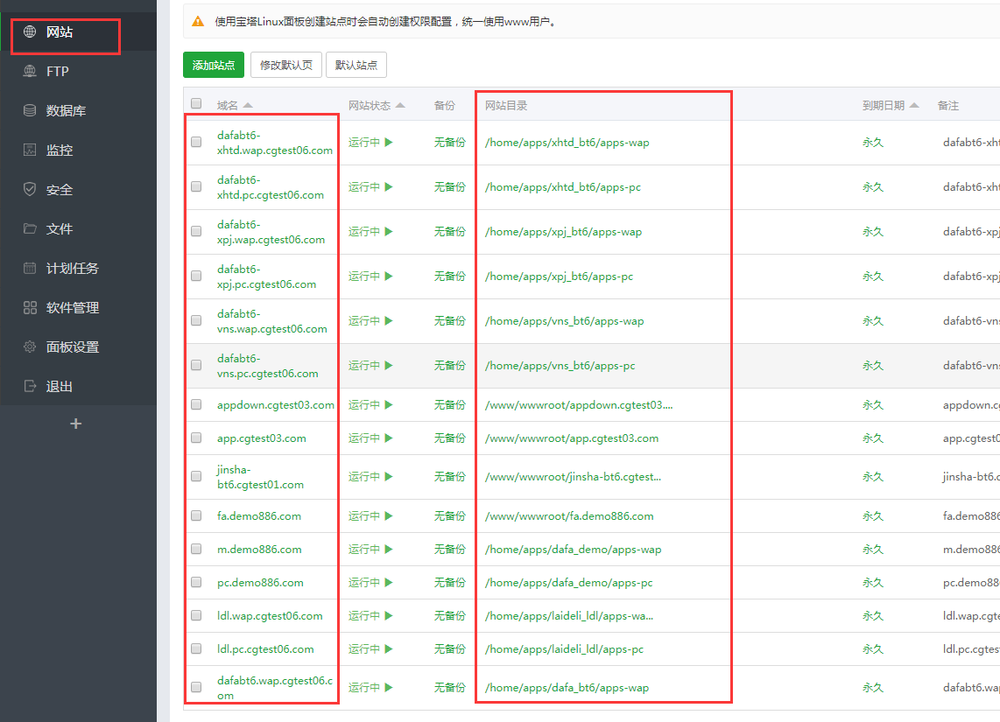 网站
FTP
数据库
监控
安全
文件
计划任务
软件管理
面板设置
退出
使用宝塔Linux面板创建站点时会自动创建权限配置，统一使用www用户。
添加站点 修改默认页 默认站点
域名 网站状态 备份 网站目录 到期日期 备注
dafabt6-
xhtd.wap.cgtest06.com 运行中 无备份 /home/apps/xhtd_bt6/apps-wap 永久 dafabt6-xht
dafabt6-
xhtd.pc.cgtest06.com 运行中 无备份 /home/apps/xhtd_bt6/apps-pc 永久 dafabt6-xht
dafabt6-
xpj.wap.cgtest06.com 运行中 无备份 /home/apps/xpj_bt6/apps-wap 永久 dafabt6-xpj
dafabt6-
xpj.pc.cgtest06.com 运行中 无备份 /home/apps/xpj_bt6/apps-pc 永久 dafabt6-xpj
dafabt6-
vns.wap.cgtest06.com 运行中 无备份 /home/apps/vns_bt6/apps-wap 永久 dafabt6-vns
dafabt6-
vns.pc.cgtest06.com 运行中 无备份 /home/apps/vns_bt6/apps-pc 永久 dafabt6-vns
appdown.cgtest03.com 运行中 无备份 /www/wwwroot/appdown.cgtest03.... 永久 appdown.cg
app.cgtest03.com 运行中 无备份 /www/wwwroot/app.cgtest03.com 永久 app.cgtest0
jinsha-
bt6.cgtest01.com 运行中 无备份 /www/wwwroot/jinsha-bt6.cgtest... 永久 jinsha-bt6.c
fa.demo886.com 运行中 无备份 /www/wwwroot/fa.demo886.com 永久 fa.demo886
m.demo886.com 运行中 无备份 /home/apps/dafa_demo/apps-wap 永久 m.demo886
pc.demo886.com 运行中 无备份 /home/apps/dafa_demo/apps-pc 永久 pc.demo88
ldl.wap.cgtest06.com 运行中 无备份 /home/apps/laideli_ldl/apps-wa... 永久 ldl.wap.cgte
ldl.pc.cgtest06.com 运行中 无备份 /home/apps/laideli_ldl/apps-pc 永久 ldl.pc.cgtes
dafabt6.wap.cgtest06.c
om 运行中 无备份 /home/apps/dafa_bt6/apps-wap 永久 dafabt6.wap